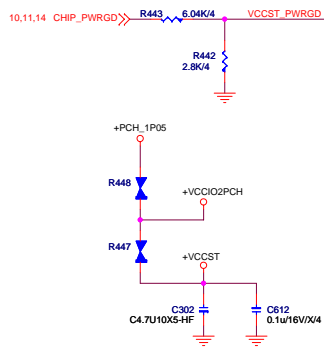 10,11,14 CHIP_PWRGD R443 6.04K/4 VCCST_PWRGD
R442
2.8K/4
+PCH_1P05
R448
+VCCIO2PCH
R447
+VCCST
C302 C612
C4.7U10X5-HF 0.1u/16V/X/4